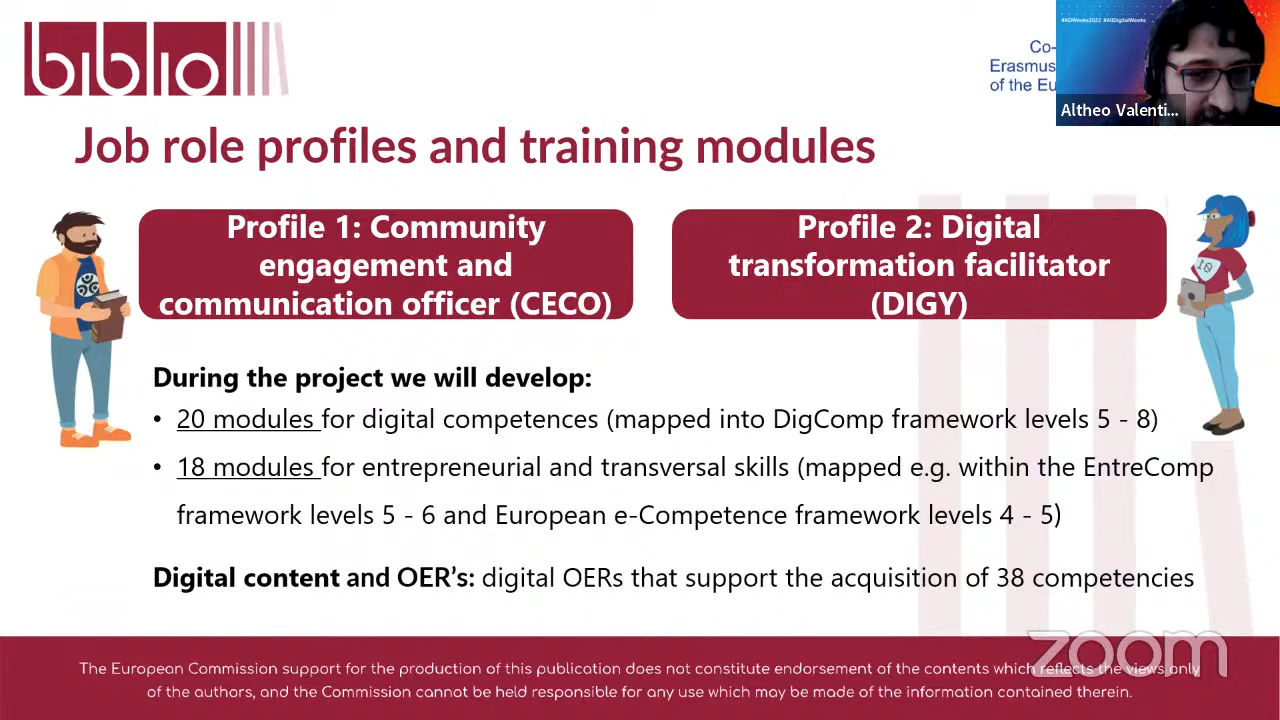 biblio
Co-
Erasmus
of the Eu
#ADWeeks2022 #AllDigitalWeeks
Altheo Valenti...
Job role profiles and training modules
Profile 1: Community
engagement and
communication officer (CECO)
Profile 2: Digital
transformation facilitator
(DIGY)
During the project we will develop:
• 20 modules for digital competences (mapped into DigComp framework levels 5 - 8)
• 18 modules for entrepreneurial and transversal skills (mapped e.g. within the EntreComp
framework levels 5 - 6 and European e-Competence framework levels 4 - 5)
Digital content and OER's: digital OERs that support the acquisition of 38 competencies
zoom
The European Commission support for the production of this publication does not constitute endorsement of the contents which reflects the views only
of the authors, and the Commission cannot be held responsible for any use which may be made of the information contained therein.